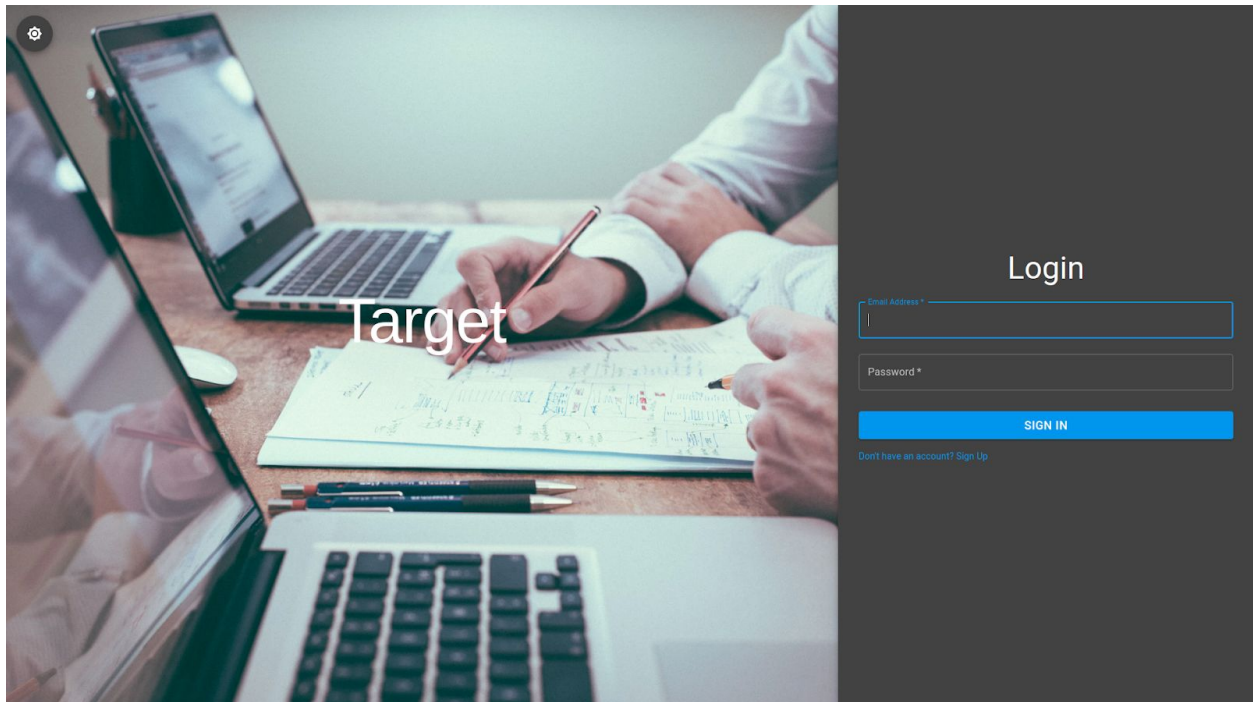 Target
Login
Email Address *
Password *
SIGN IN
Don't have an account? Sign Up